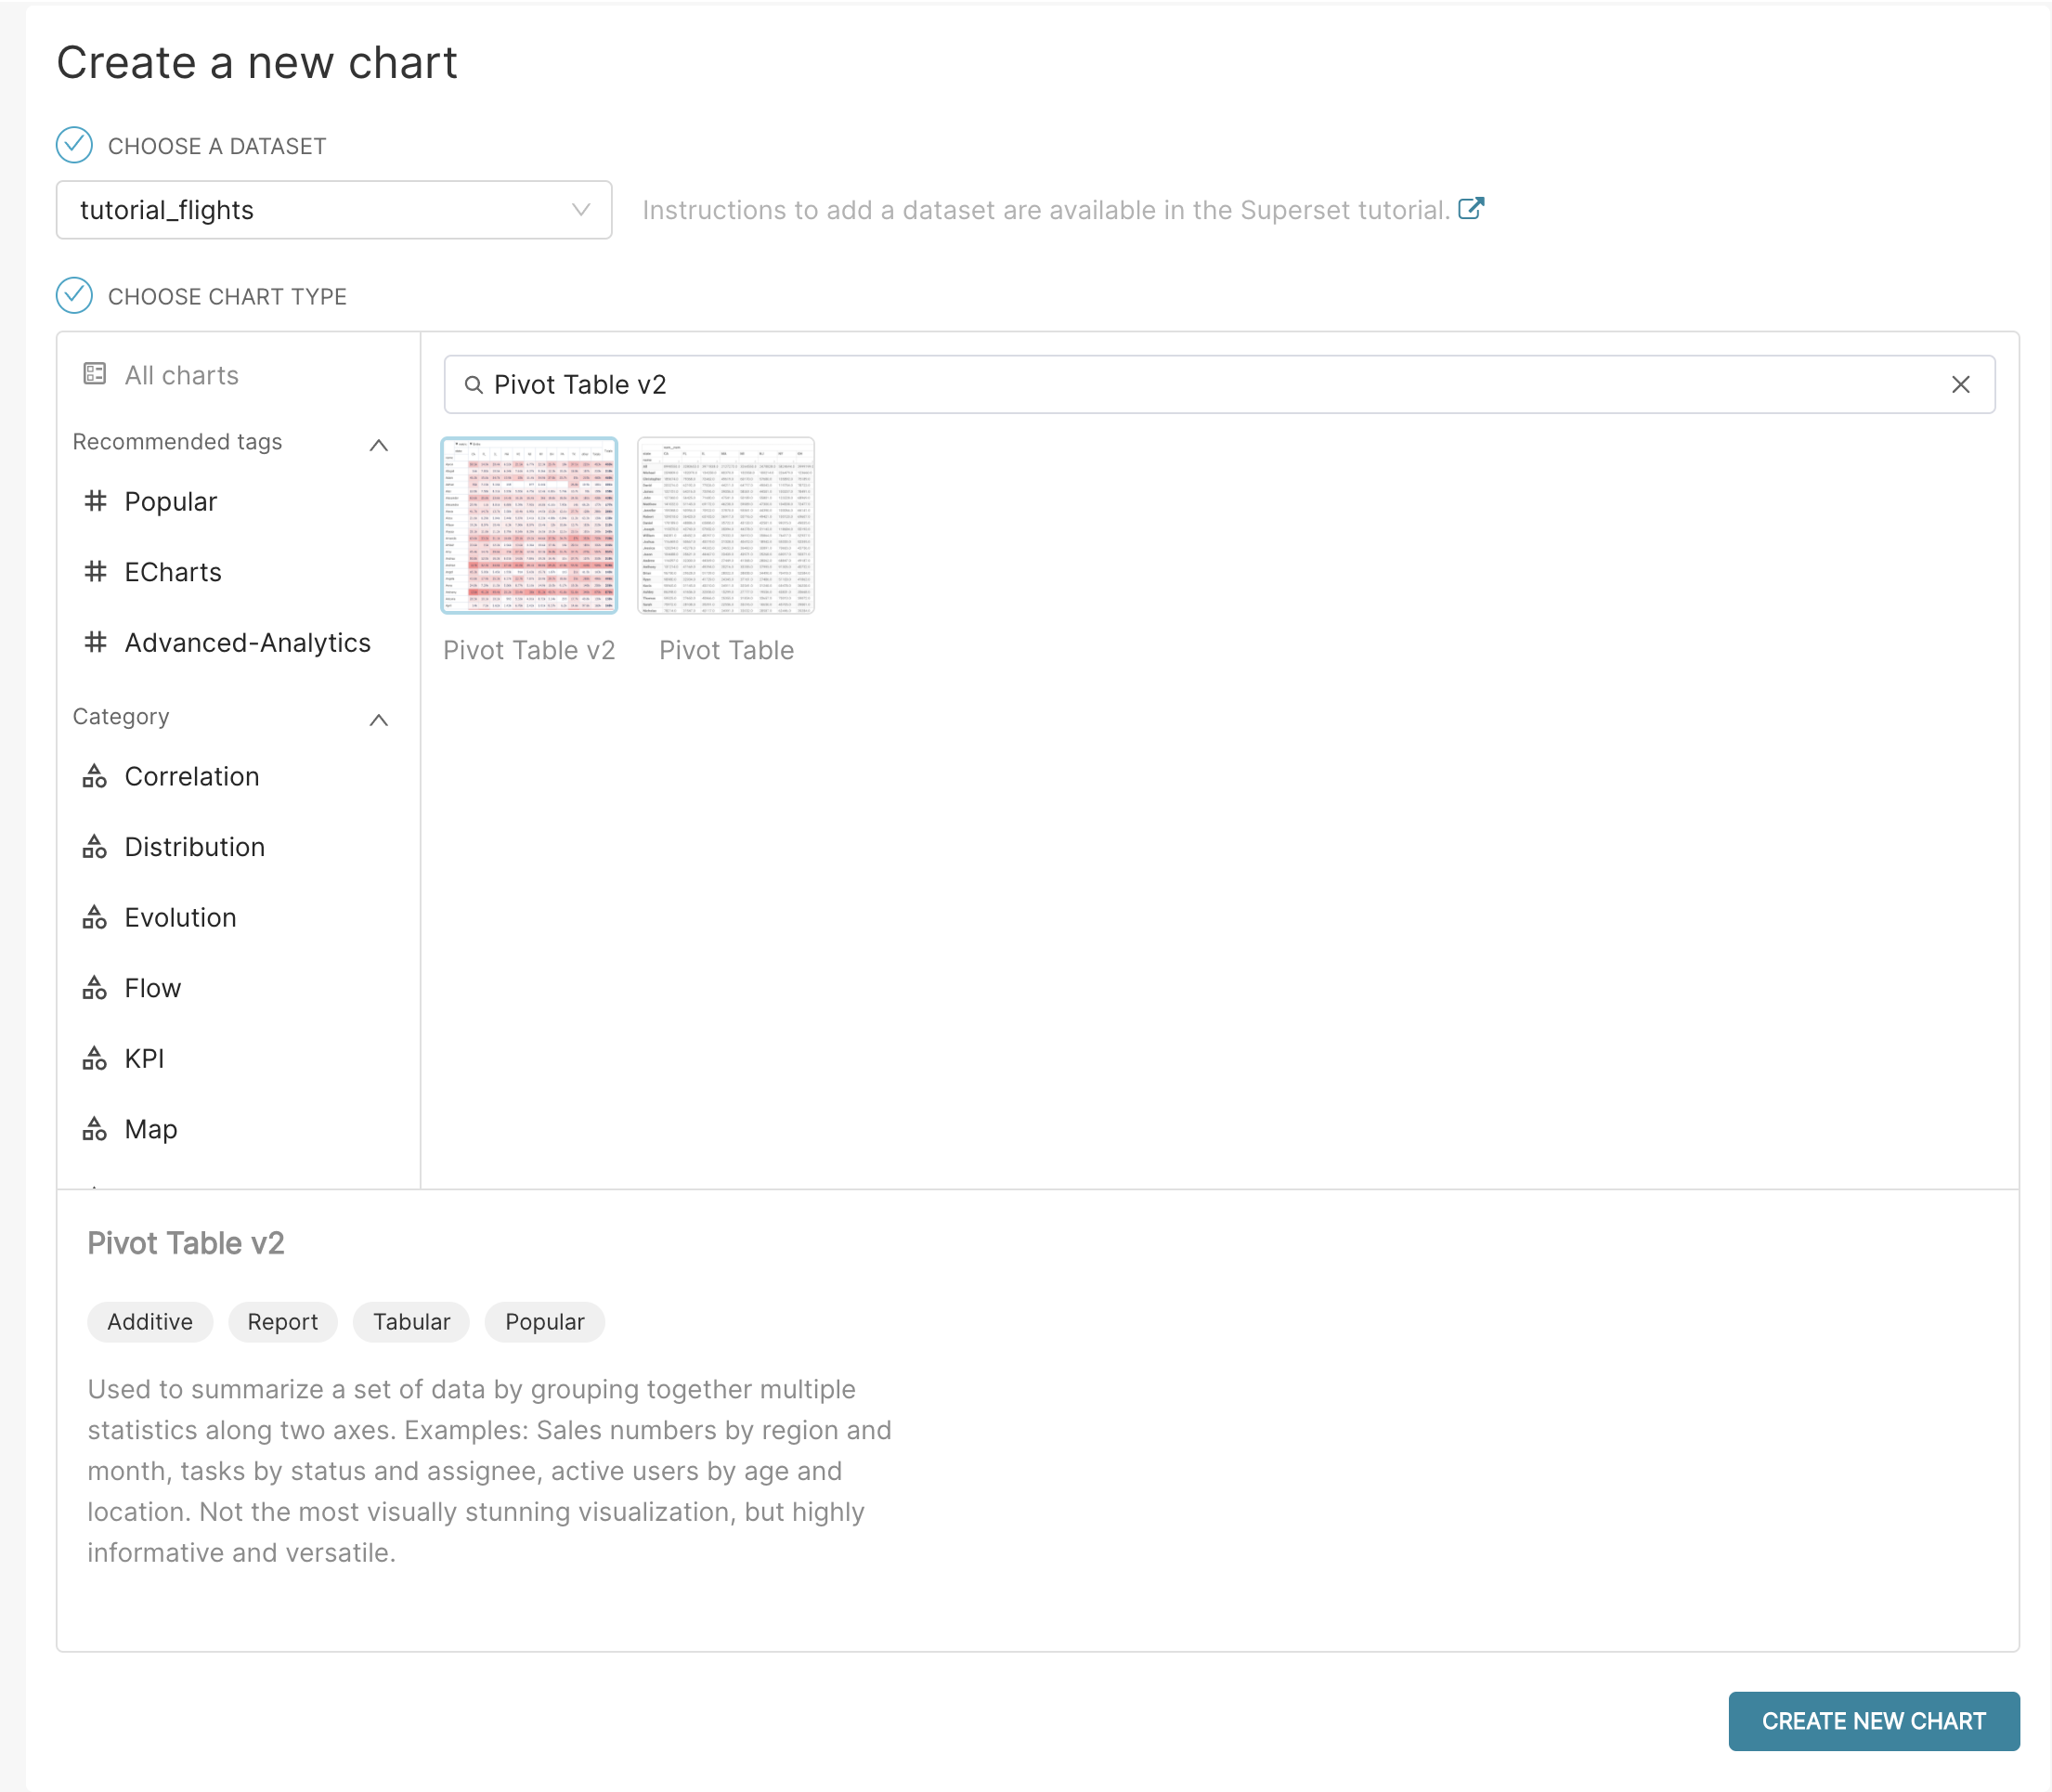 Create a new chart
CHOOSE A DATASET
tutorial_flights
Instructions to add a dataset are available in the Superset tutorial.
CHOOSE CHART TYPE
All charts
Recommended tags
Popular
ECharts
Advanced-Analytics
Category
Correlation
Distribution
Evolution
Flow
KPI
Map
Pivot Table v2
Pivot Table v2
Pivot Table
Pivot Table v2
Additive
Report
Tabular
Popular
Used to summarize a set of data by grouping together multiple
statistics along two axes. Examples: Sales numbers by region and
month, tasks by status and assignee, active users by age and
location. Not the most visually stunning visualization, but highly
informative and versatile.
CREATE NEW CHART